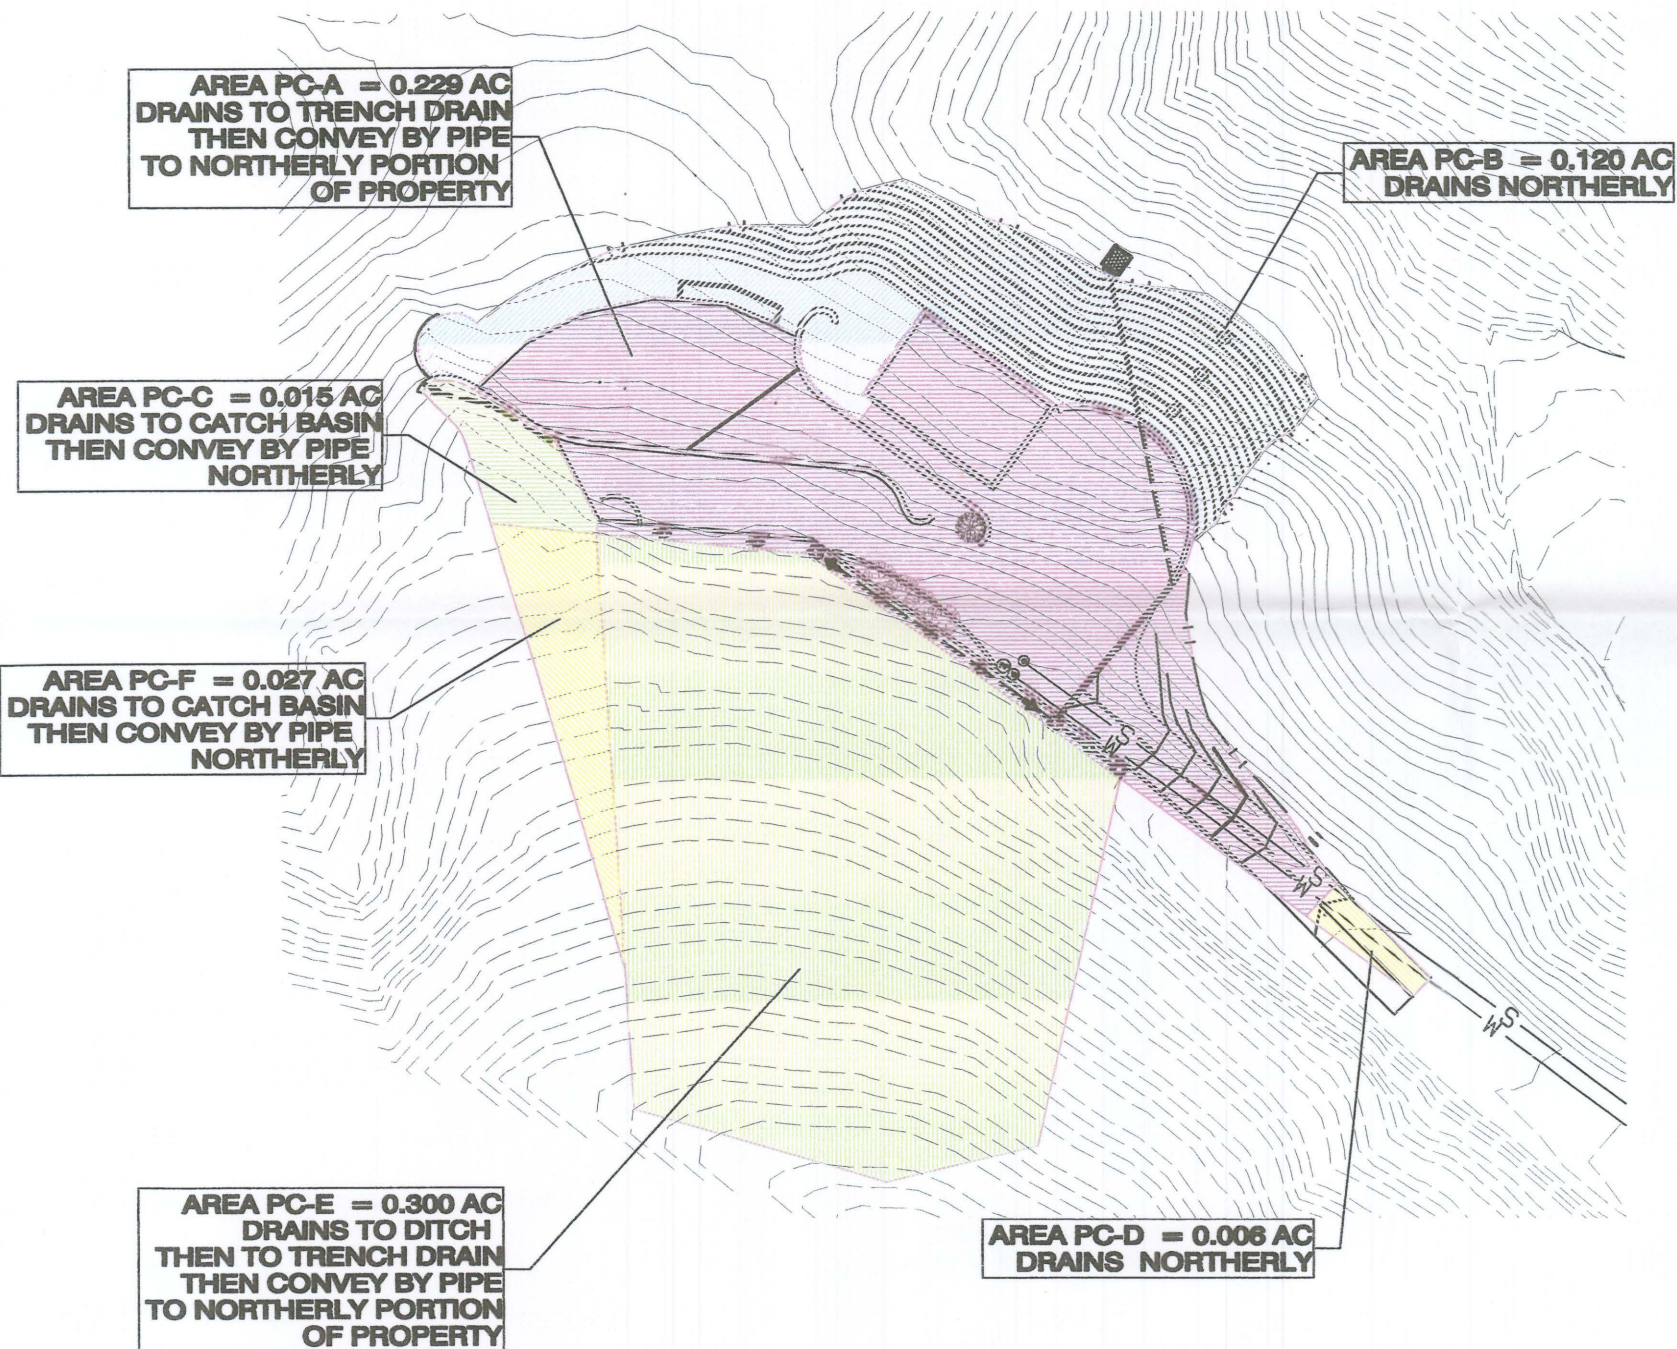 AREA PC-A = 0.229 AC
DRAINS TO TRENCH DRAIN
THEN CONVEY BY PIPE
TO NORTHERLY PORTION
OF PROPERTY
AREA PC-B = 0.120 AC
DRAINS NORTHERLY
AREA PC-C = 0.015 AC
DRAINS TO CATCH BASIN
THEN CONVEY BY PIPE
NORTHERLY
AREA PC-F = 0.027 AC
DRAINS TO CATCH BASIN
THEN CONVEY BY PIPE
NORTHERLY
S
W
S
W
S
W
AREA PC-E = 0.300 AC
DRAINS TO DITCH
THEN TO TRENCH DRAIN
THEN CONVEY BY PIPE
TO NORTHERLY PORTION
OF PROPERTY
AREA PC-D = 0.006 AC
DRAINS NORTHERLY